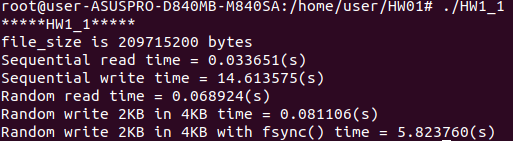 root@user-ASUSPRO-D840MB-M840SA:/home/user/HW01# ./HW1_1
*****HW1_1*****
file_size is 209715200 bytes
Sequential read time = 0.033651(s)
Sequential write time = 14.613575(s)
Random read time = 0.068924(s)
Random write 2KB in 4KB time = 0.081106(s)
Random write 2KB in 4KB with fsync() time = 5.823760(s)